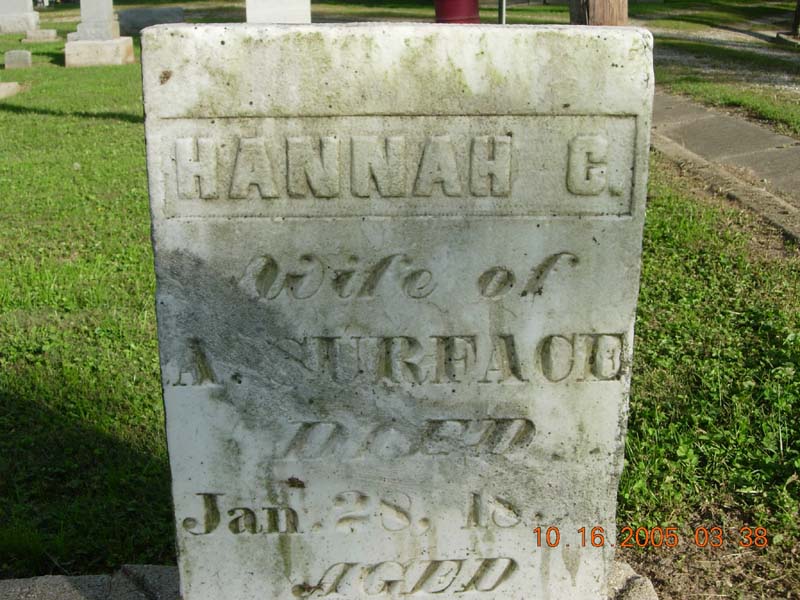 HANNAH C.
Wife of
A. SURFACE
DIED
Jan. 28, 18
AGED
10.16.2005 03:38